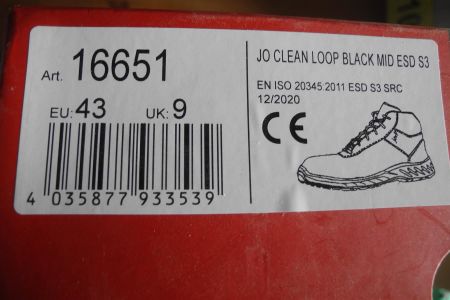 Art. 16651
EU: 43 UK: 9
4 035877 933539
JO CLEAN LOOP BLACK MID ESD S3
EN ISO 20345:2011 ESD S3 SRC
12/2020
CE